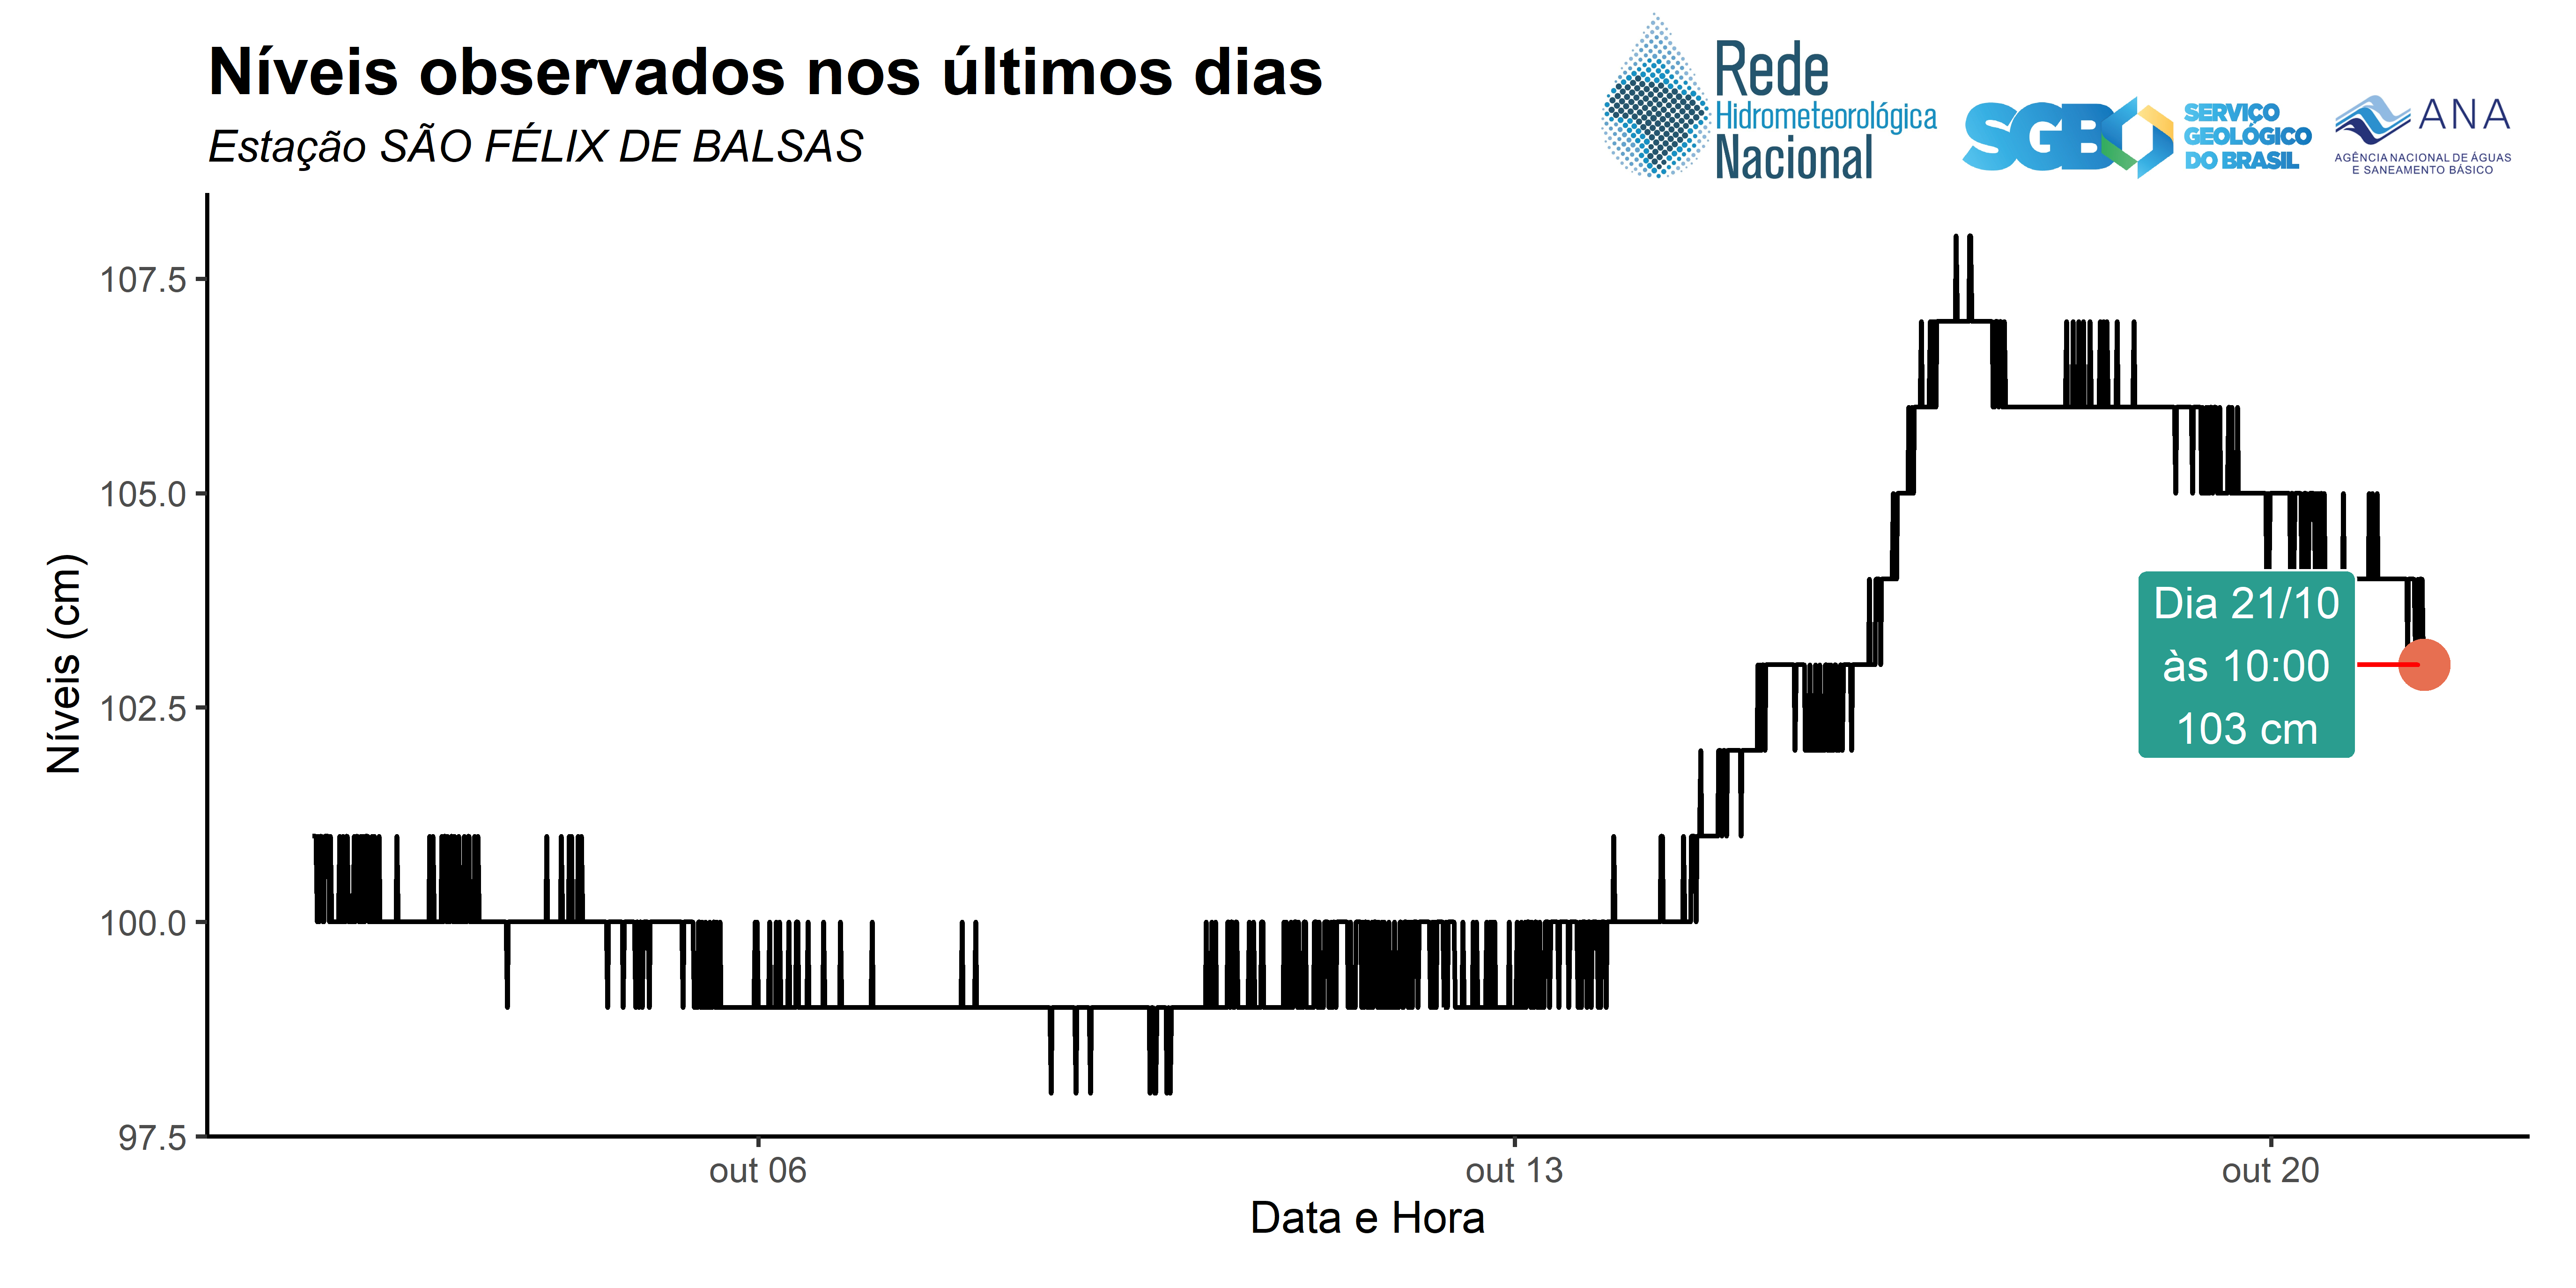 Níveis observados nos últimos dias
Estação SÃO FÉLIX DE BALSAS
Rede
Hidrometeorológica
Nacional
SGB
SERVIÇO
GEOLÓGICO
DO BRASIL
ANA
AGÊNCIA NACIONAL DE ÁGUAS
E SANEAMENTO BÁSICO
Níveis (cm)
107.5
105.0
102.5
100.0
97.5
Dia 21/10
às 10:00
103 cm
out 06
out 13
out 20
Data e Hora